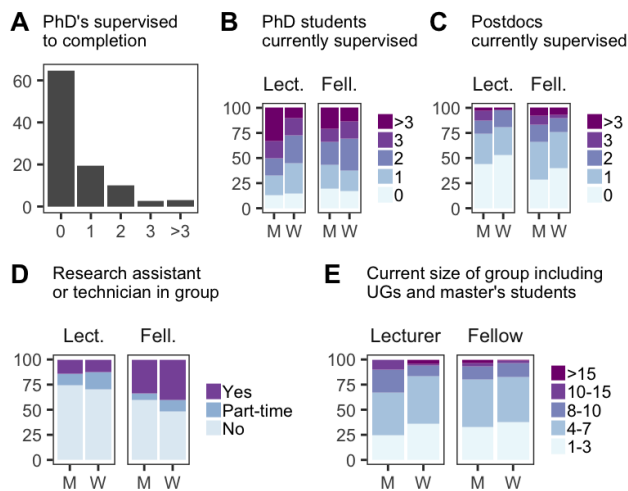 A PhD's supervised
to completion
60
40
20
0
0 1 2 3 >3
B PhD students
currently supervised
Lect. Fell.
100
75
50
25
0
M W M W
>3
3
2
1
0
C Postdocs
currently supervised
Lect. Fell.
100
75
50
25
0
M W M W
>3
3
2
1
0
D Research assistant
or technician in group
Lect. Fell.
100
75
50
25
0
M W M W
Yes
Part-time
No
E Current size of group including
UGs and master's students
Lecturer Fellow
100
75
50
25
0
M W M W
>15
10-15
8-10
4-7
1-3